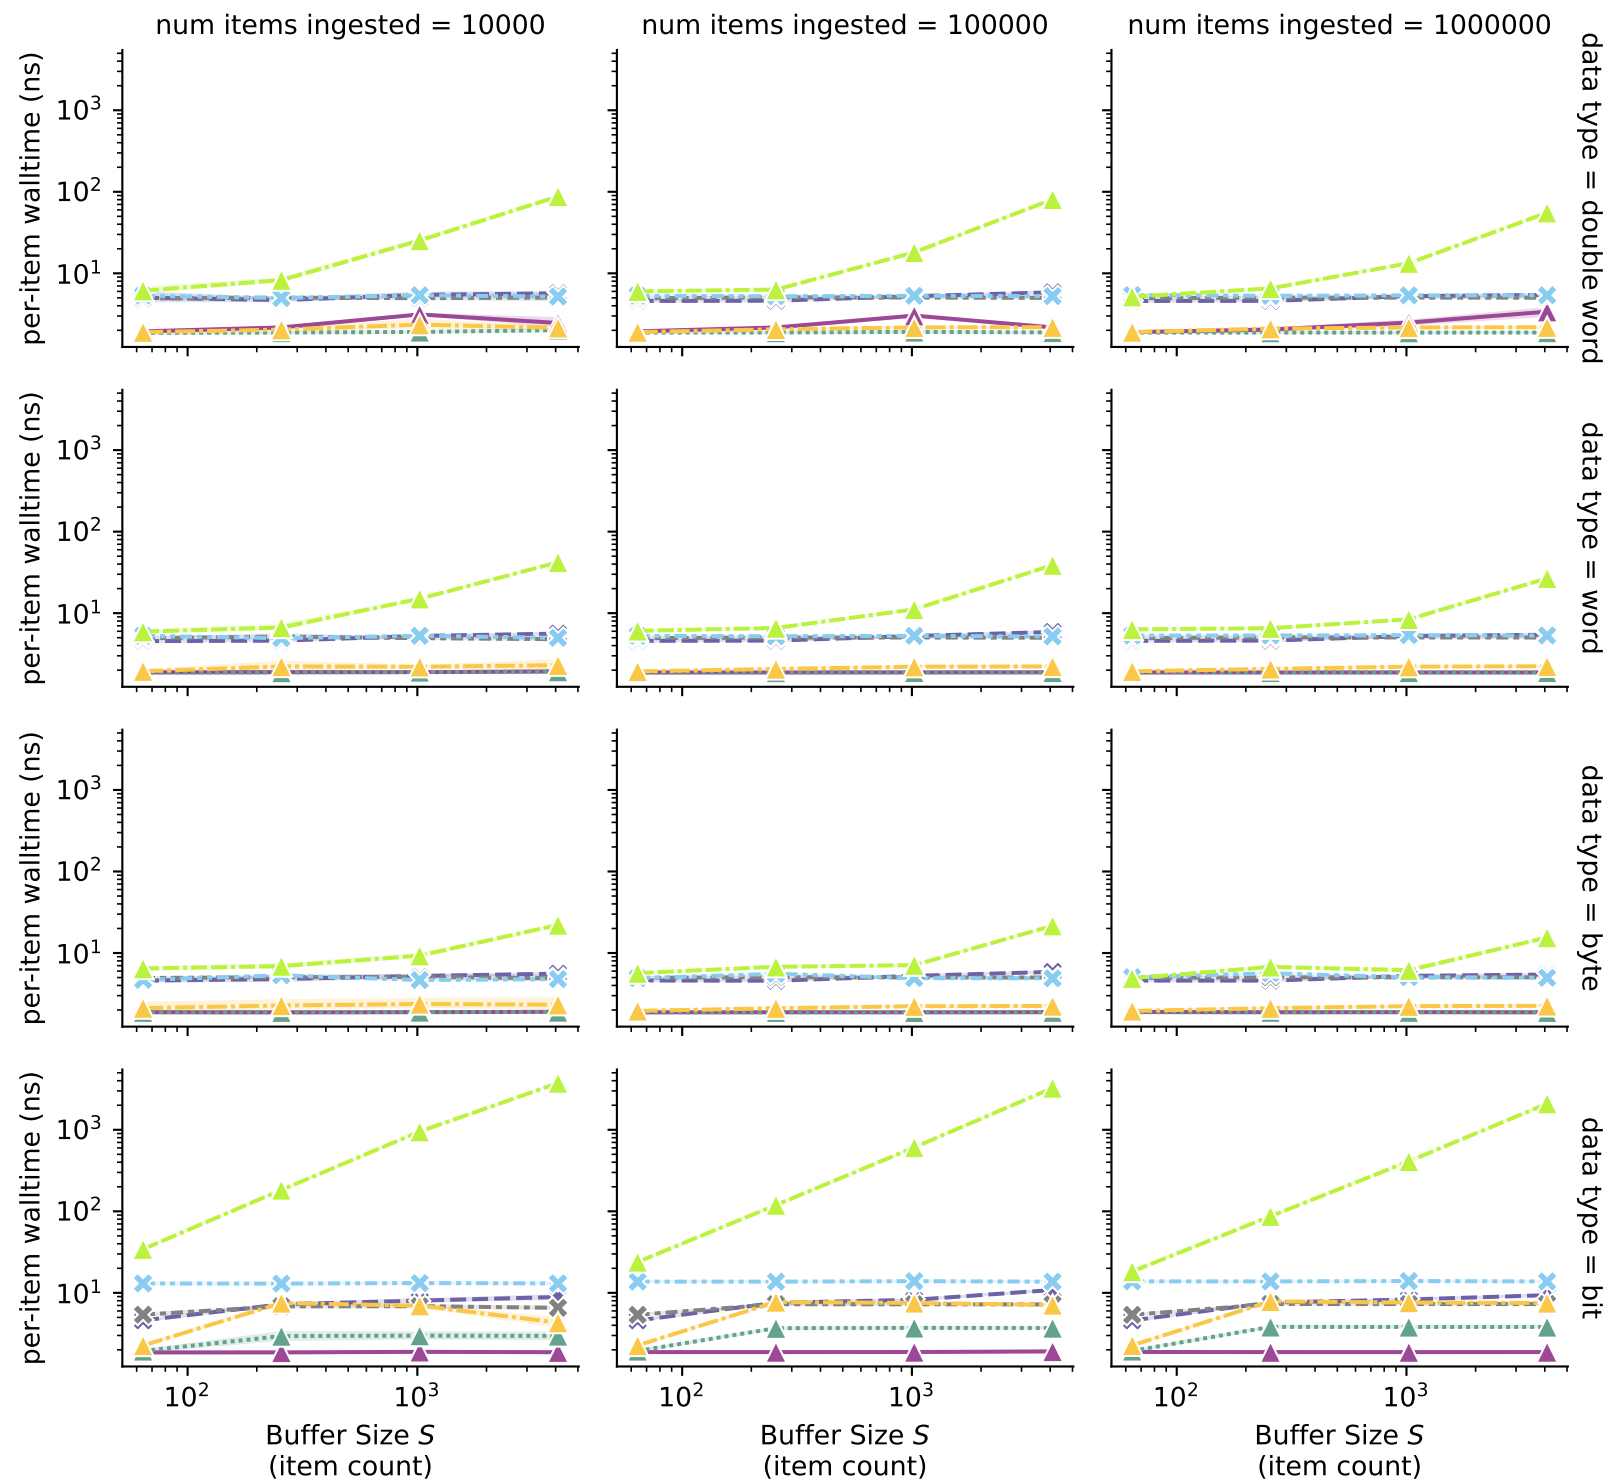 num items ingested = 10000
num items ingested = 100000
num items ingested = 1000000
per-item walltime (ns)
10³
10²
10¹
data type = double word
per-item walltime (ns)
10³
10²
10¹
data type = word
per-item walltime (ns)
10³
10²
10¹
data type = byte
per-item walltime (ns)
10³
10²
10¹
data type = bit
10² 10³
10² 10³
10² 10³
Buffer Size S
(item count)
Buffer Size S
(item count)
Buffer Size S
(item count)